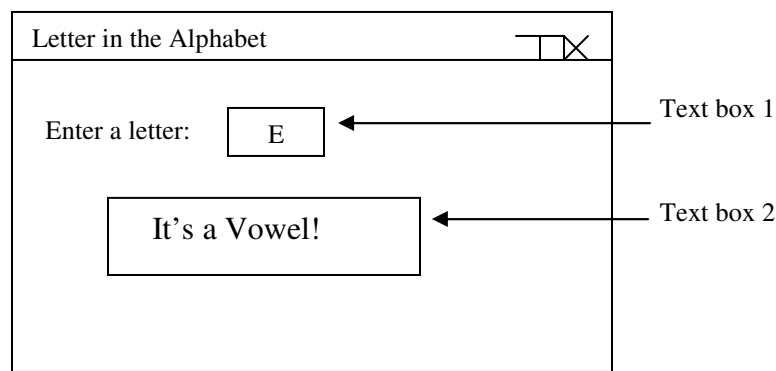 Letter in the Alphabet
Enter a letter: E
Text box 1
It's a Vowel!
Text box 2